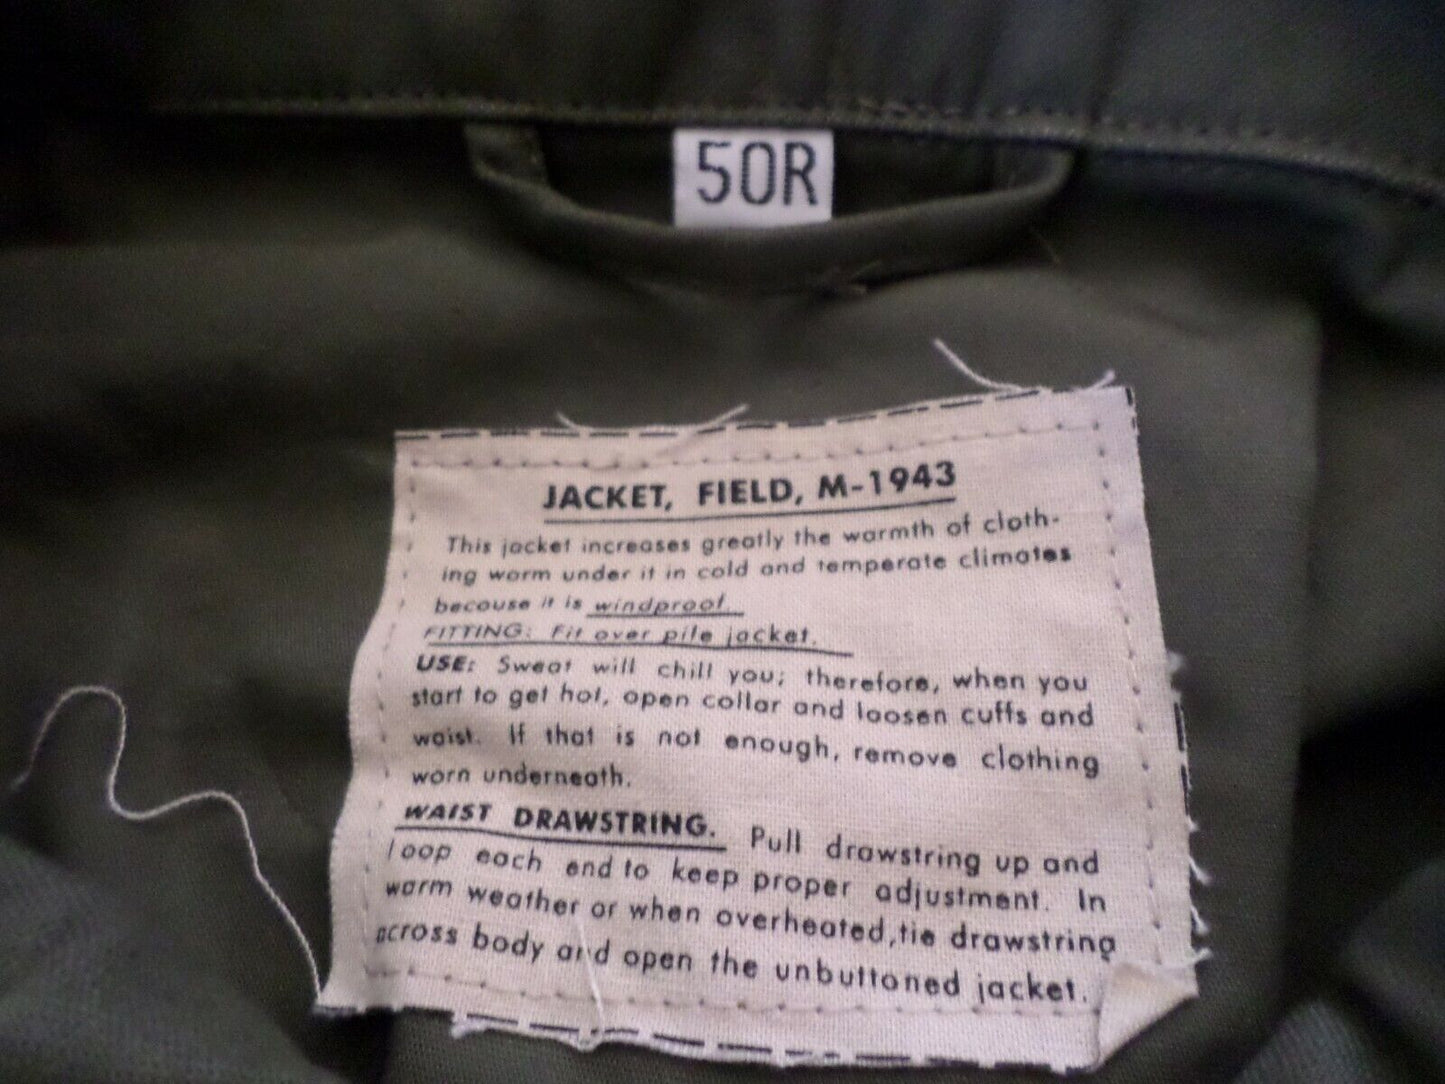 50R
JACKET, FIELD, M-1943
This jacket increases greatly the warmth of cloth-
ing worm under it in cold and temperate climates
becouse it is windproof.
FITTING: Fit over pile jacket.
USE: Sweat will chill you; therefore, when you
start to get hot, open collar and loosen cuffs and
waist. If that is not enough, remove clothing
worn underneath.
WAIST DRAWSTRING. Pull drawstring up and
loop each end to keep proper adjustment. In
warm weather or when overheated, tie drawstring
across body and open the unbuttoned jacket.